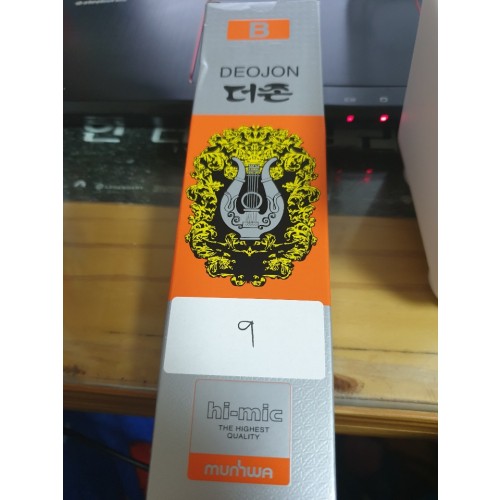 B
DEOJON
더존
9
hi-mic
THE HIGHEST
QUALITY
munhwa